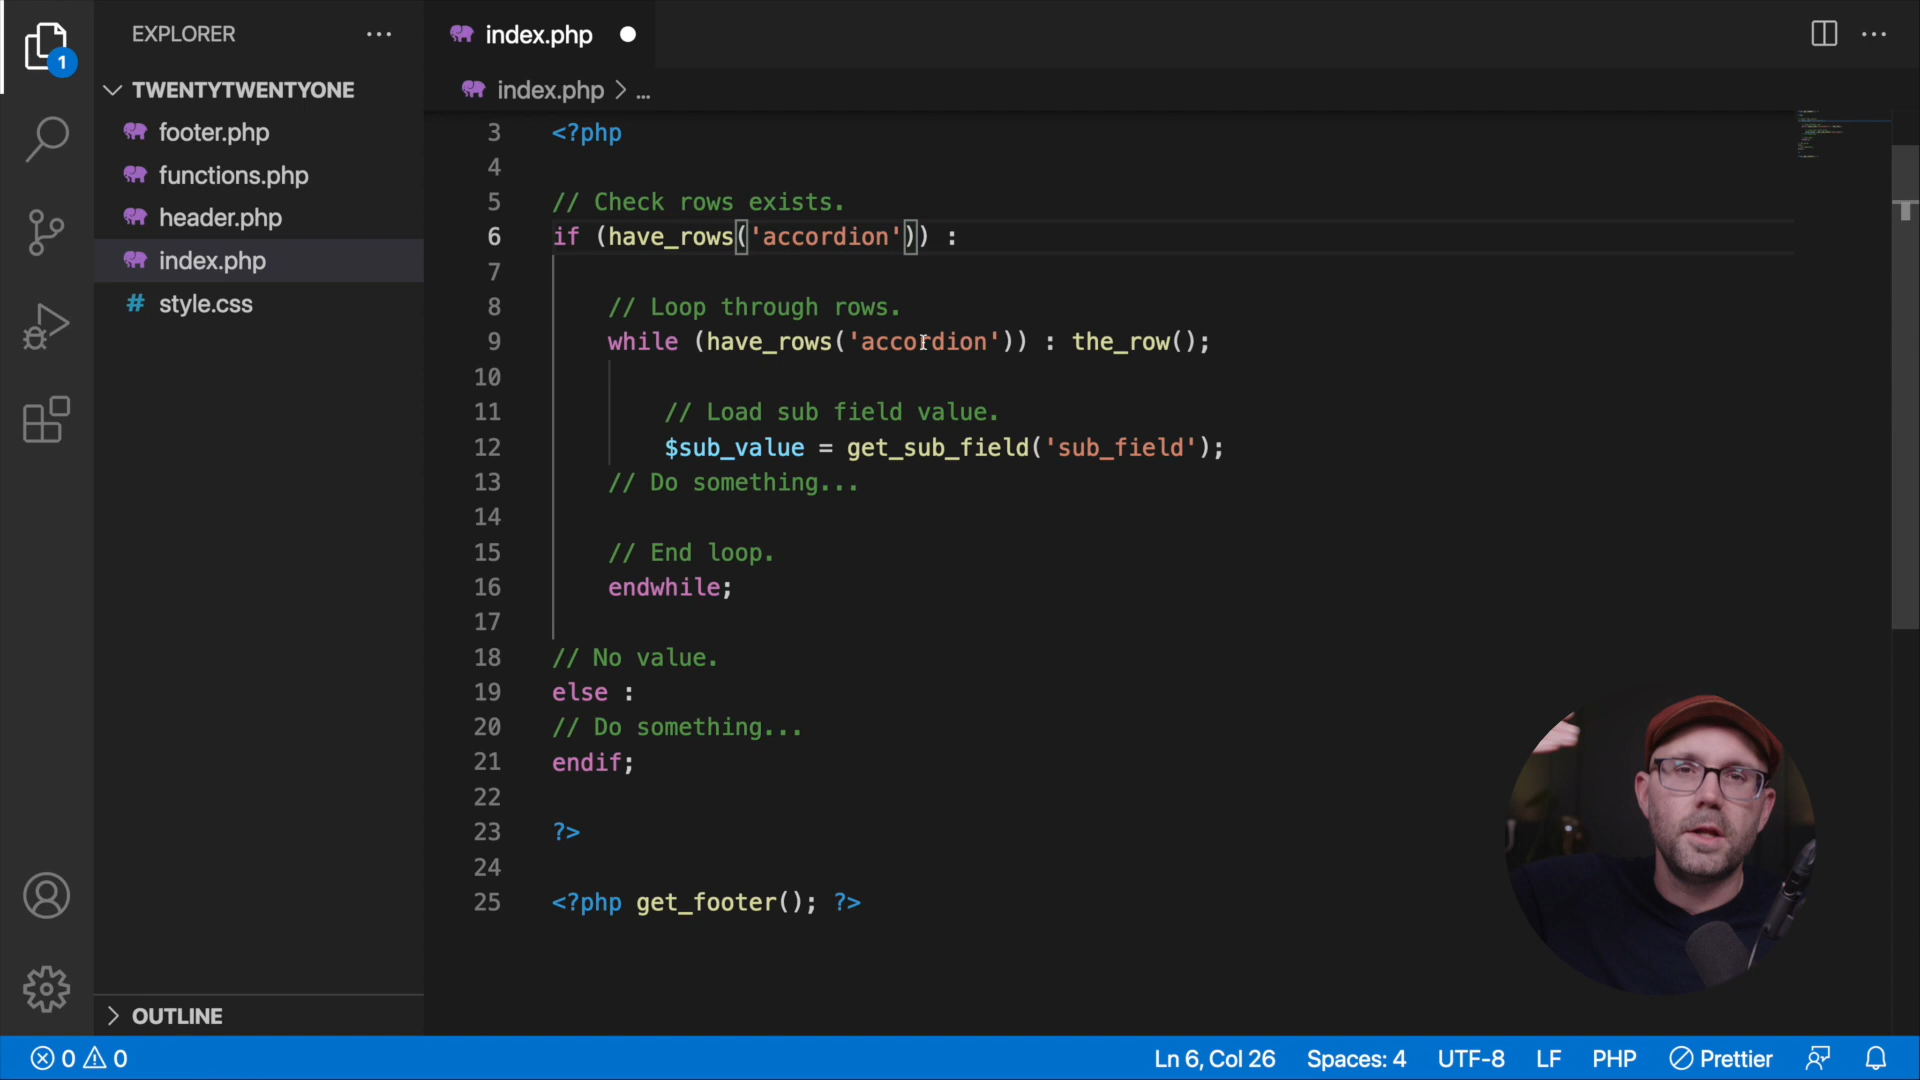 1
EXPLORER
TWENTYTWENTYONE
footer.php
functions.php
header.php
index.php
# style.css
OUTLINE
index.php
index.php > ...
3 <?php
4
5 // Check rows exists.
6 if (have_rows('accordion')) :
7
8 // Loop through rows.
9 while (have_rows('accordion')) : the_row();
10
11 // Load sub field value.
12 $sub_value = get_sub_field('sub_field');
13 // Do something...
14
15 // End loop.
16 endwhile;
17
18 // No value.
19 else :
20 // Do something...
21 endif;
22
23 ?>
24
25 <?php get_footer(); ?>
0 0 Ln 6, Col 26 Spaces: 4 UTF-8 LF PHP Prettier